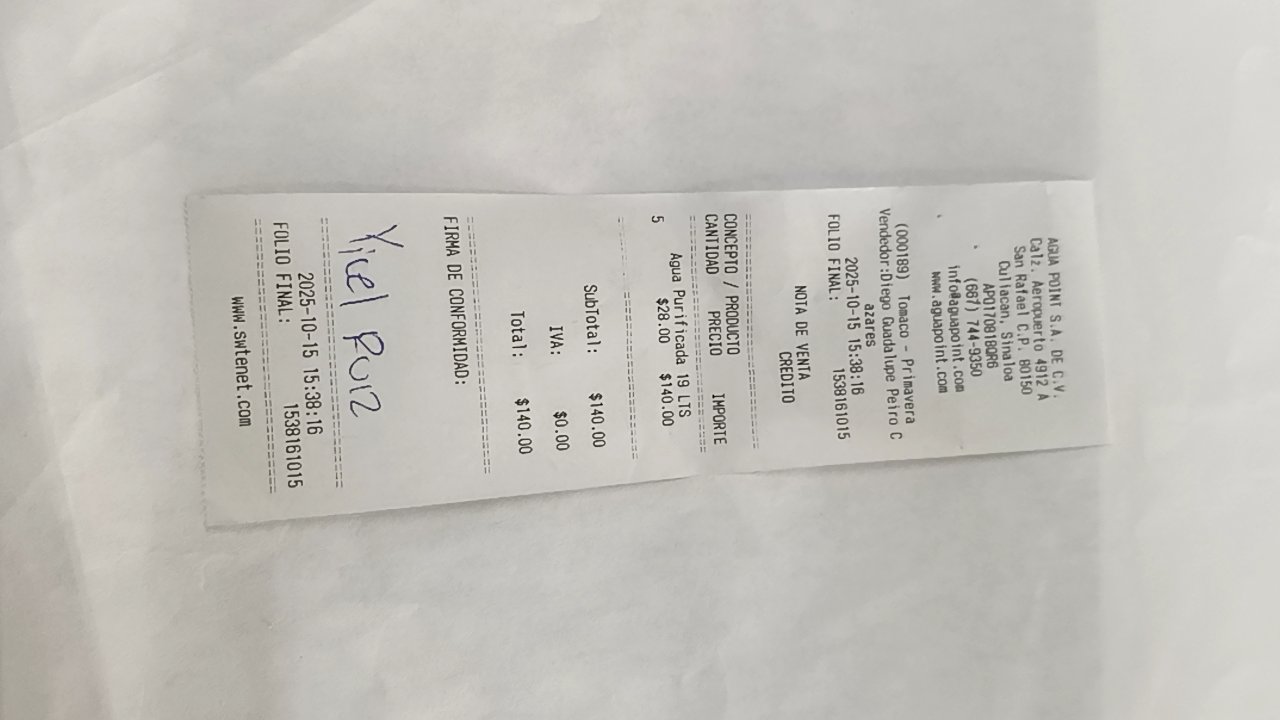 AGUA POINT S.A. DE C.V.
Calz. Aeropuerto 4912 A
San Rafael C.P. 80150
Culiacan, Sinaloa
APO170818QR6
(667) 744-9350
info@aguapoint.com
www.aguapoint.com
(000189) Tomaco - Primavera
Vendedor:Diego Guadalupe Peiro C
azares
2025-10-15 15:38:16
FOLIO FINAL: 1538161015
NOTA DE VENTA
CREDITO
CONCEPTO / PRODUCTO
CANTIDAD PRECIO IMPORTE
Agua Purificada 19 LTS
5 $28.00 $140.00
SubTotal: $140.00
IVA: $0.00
Total: $140.00
FIRMA DE CONFORMIDAD:
Yicel Ruiz
2025-10-15 15:38:16
FOLIO FINAL: 1538161015
www.swtenet.com